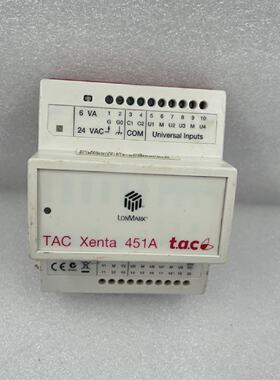 6 VA 1 2 3 4 5 6 7 8 9 10
G G0 C1 C2 U1 M U2 U3 M U4
24 VAC COM Universal Inputs
LONMARK
TAC Xenta 451A t.a.c